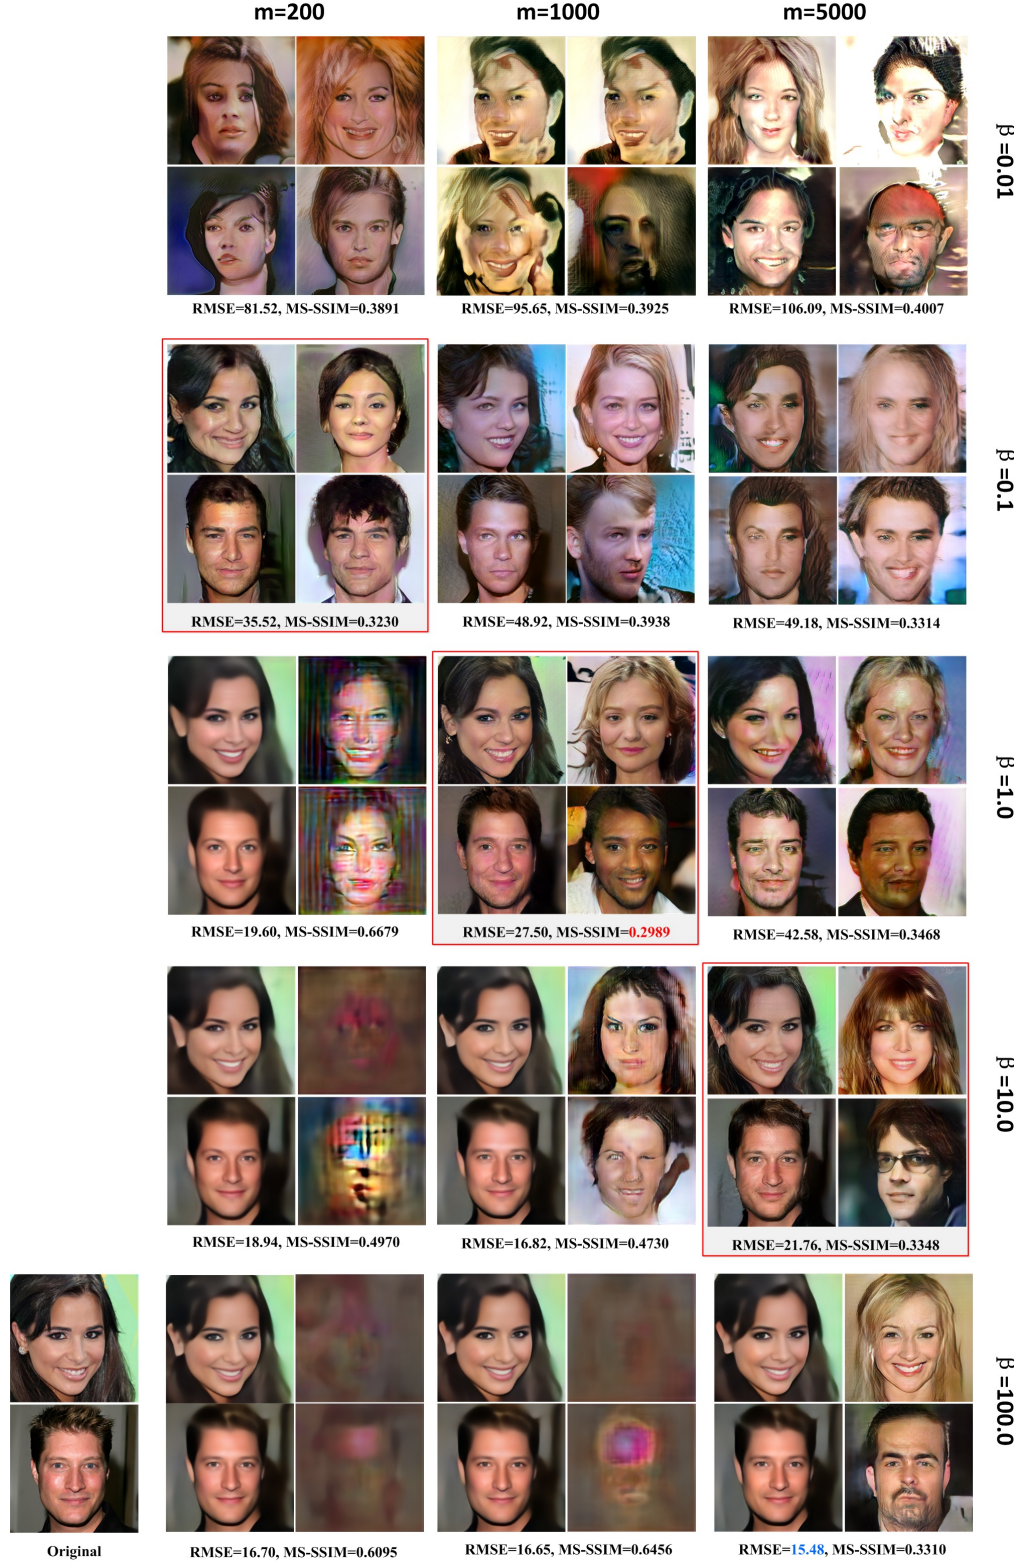 m=200 m=1000 m=5000
β =0.01
RMSE=81.52, MS-SSIM=0.3891 RMSE=95.65, MS-SSIM=0.3925 RMSE=106.09, MS-SSIM=0.4007
β =0.1
RMSE=35.52, MS-SSIM=0.3230 RMSE=48.92, MS-SSIM=0.3938 RMSE=49.18, MS-SSIM=0.3314
β =1.0
RMSE=19.60, MS-SSIM=0.6679 RMSE=27.50, MS-SSIM=0.2989 RMSE=42.58, MS-SSIM=0.3468
β =10.0
RMSE=18.94, MS-SSIM=0.4970 RMSE=16.82, MS-SSIM=0.4730 RMSE=21.76, MS-SSIM=0.3348
β =100.0
Original RMSE=16.70, MS-SSIM=0.6095 RMSE=16.65, MS-SSIM=0.6456 RMSE=15.48, MS-SSIM=0.3310